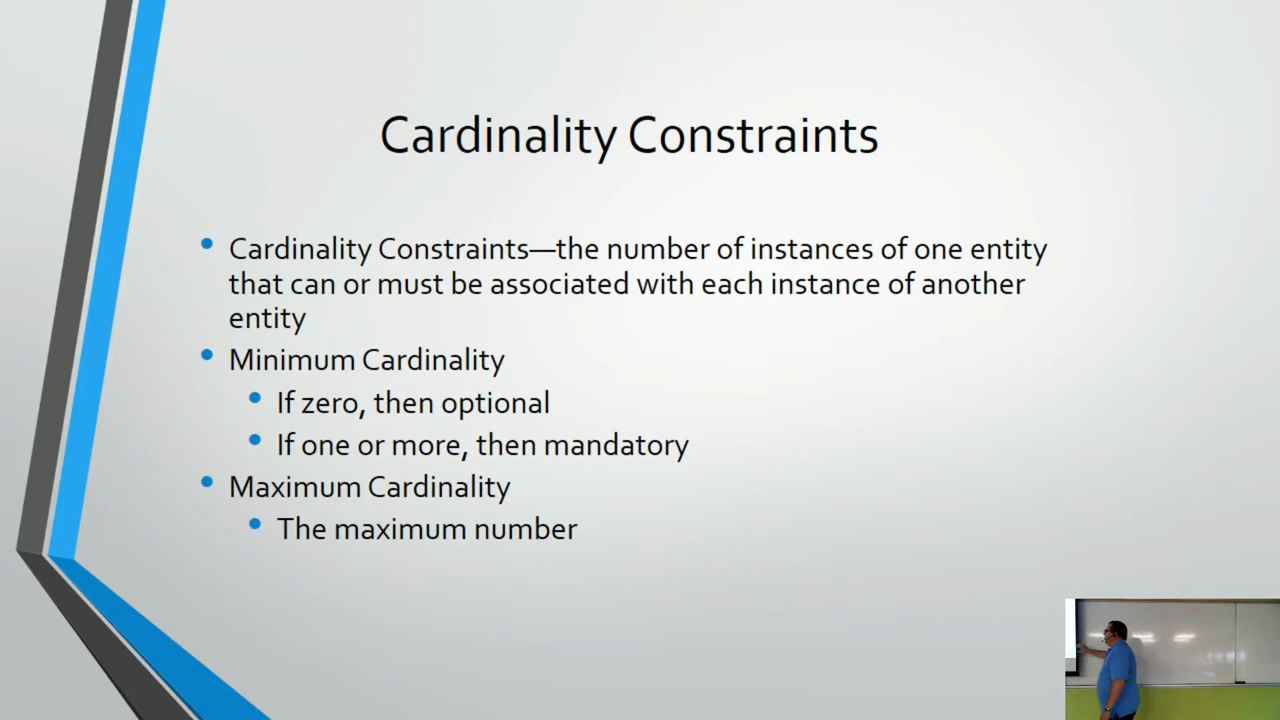 Cardinality Constraints
Cardinality Constraints—the number of instances of one entity
that can or must be associated with each instance of another
entity
Minimum Cardinality
If zero, then optional
If one or more, then mandatory
Maximum Cardinality
The maximum number